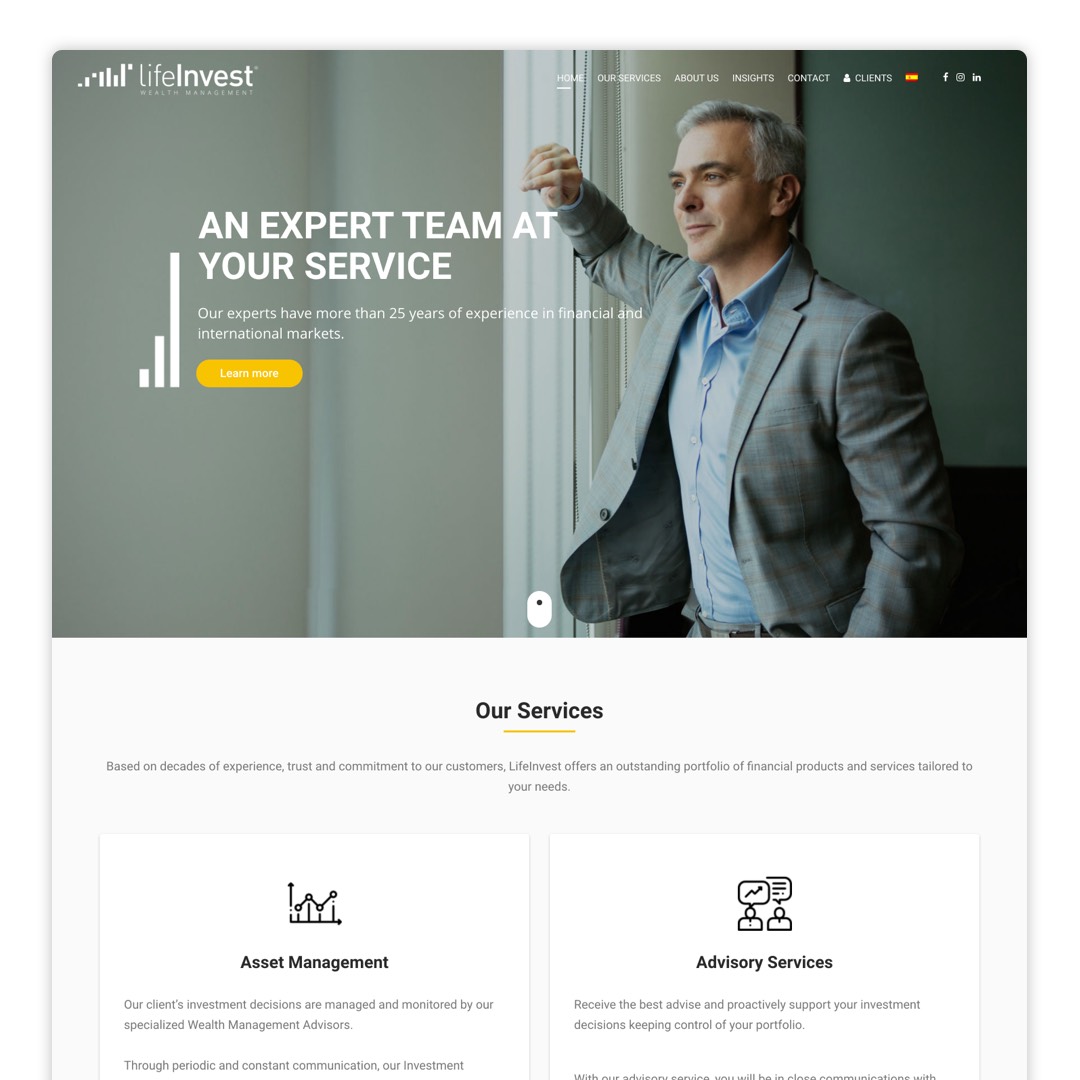 lifeInvest®
WEALTH MANAGEMENT
HOME OUR SERVICES ABOUT US INSIGHTS CONTACT CLIENTS
AN EXPERT TEAM AT
YOUR SERVICE
Our experts have more than 25 years of experience in financial and
international markets.
Learn more
Our Services
Based on decades of experience, trust and commitment to our customers, LifeInvest offers an outstanding portfolio of financial products and services tailored to
your needs.
Asset Management
Our client's investment decisions are managed and monitored by our
specialized Wealth Management Advisors.
Through periodic and constant communication, our Investment
Advisory Services
Receive the best advise and proactively support your investment
decisions keeping control of your portfolio.
With our advisory service, you will be in close communications with